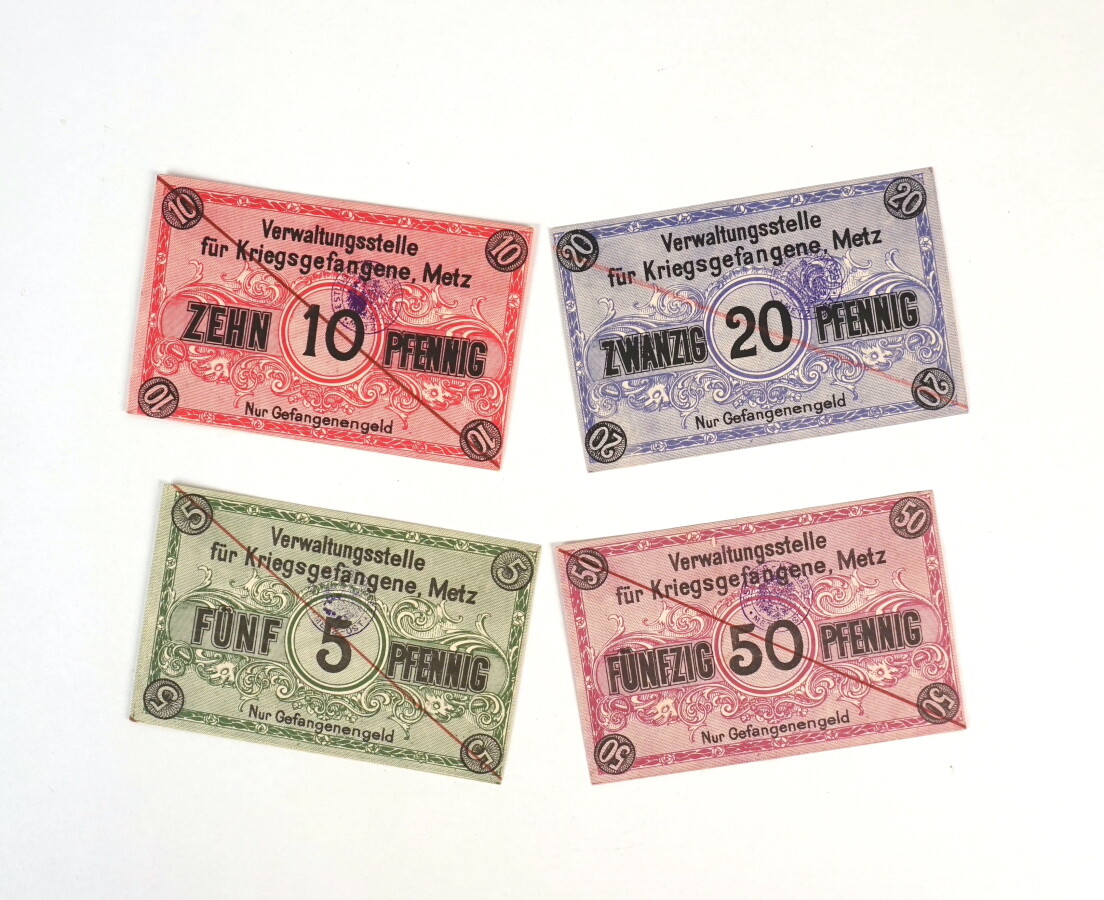 10
Verwaltungsstelle
für Kriegsgefangene, Metz
10
ZEHN 10 PFENNIG
10
Nur Gefangenengeld
10
20
Verwaltungsstelle
für Kriegsgefangene, Metz
20
ZWANZIG 20 PFENNIG
20
Nur Gefangenengeld
20
5
Verwaltungsstelle
für Kriegsgefangene, Metz
5
FÜNF 5 PFENNIG
5
Nur Gefangenengeld
5
50
Verwaltungsstelle
für Kriegsgefangene, Metz
50
FÜNFZIG 50 PFENNIG
50
Nur Gefangenengeld
50